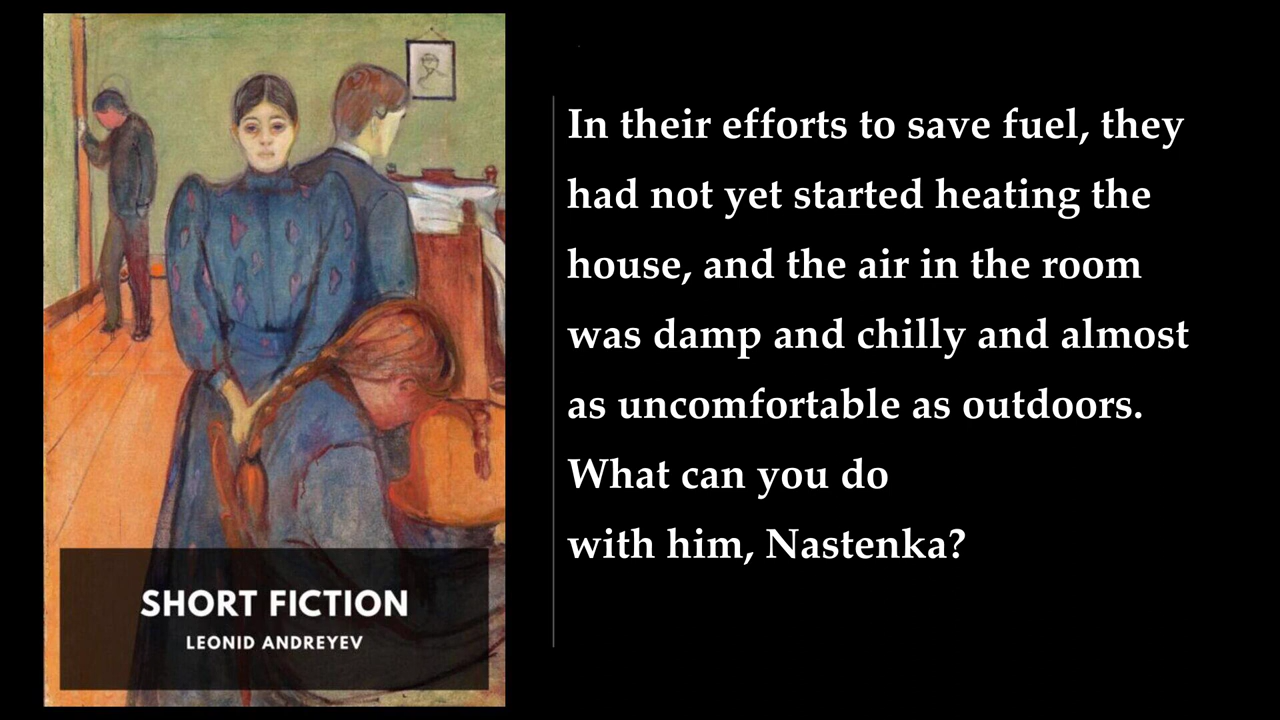 SHORT FICTION
LEONID ANDREYEV
In their efforts to save fuel, they
had not yet started heating the
house, and the air in the room
was damp and chilly and almost
as uncomfortable as outdoors.
What can you do
with him, Nastenka?